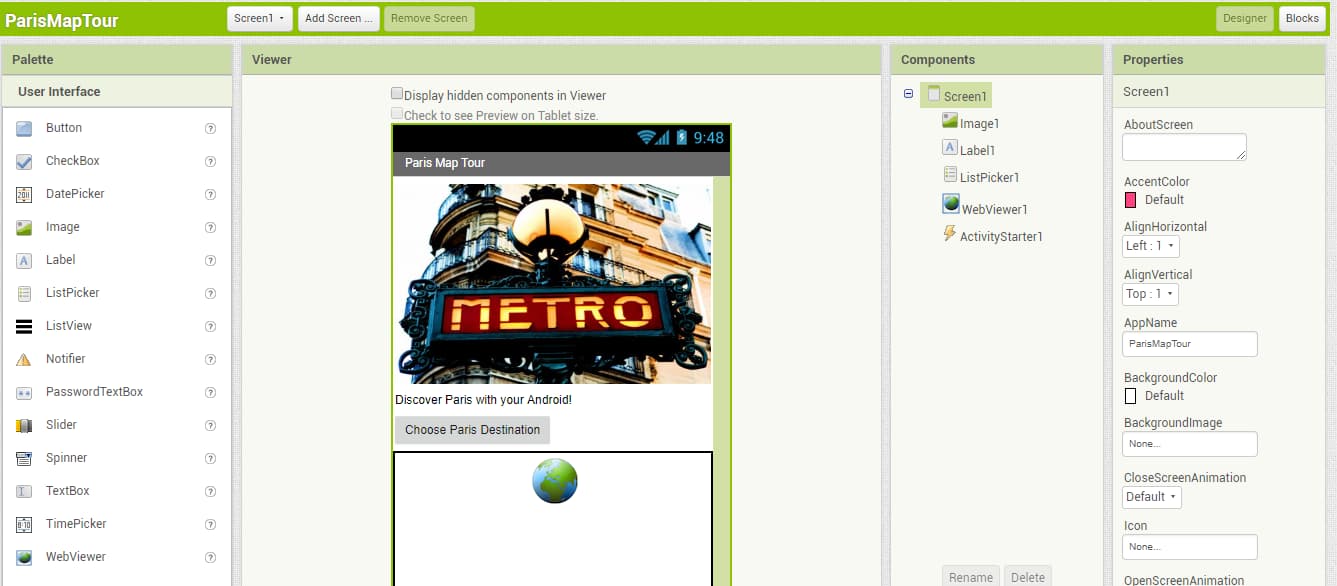 ParisMapTour
Screen1
Add Screen ...
Remove Screen
Designer
Blocks
Palette
User Interface
Button ?
CheckBox ?
DatePicker ?
Image ?
Label ?
ListPicker ?
ListView ?
Notifier ?
PasswordTextBox ?
Slider ?
Spinner ?
TextBox ?
TimePicker ?
WebViewer ?
Viewer
Display hidden components in Viewer
Check to see Preview on Tablet size.
9:48
Paris Map Tour
METRO
Discover Paris with your Android!
Choose Paris Destination
Components
Screen1
Image1
A Label1
ListPicker1
WebViewer1
ActivityStarter1
Rename
Delete
Properties
Screen1
AboutScreen
AccentColor
Default
AlignHorizontal
Left : 1
AlignVertical
Top : 1
AppName
ParisMapTour
BackgroundColor
Default
BackgroundImage
None...
CloseScreenAnimation
Default
Icon
None...
OpenScreenAnimation